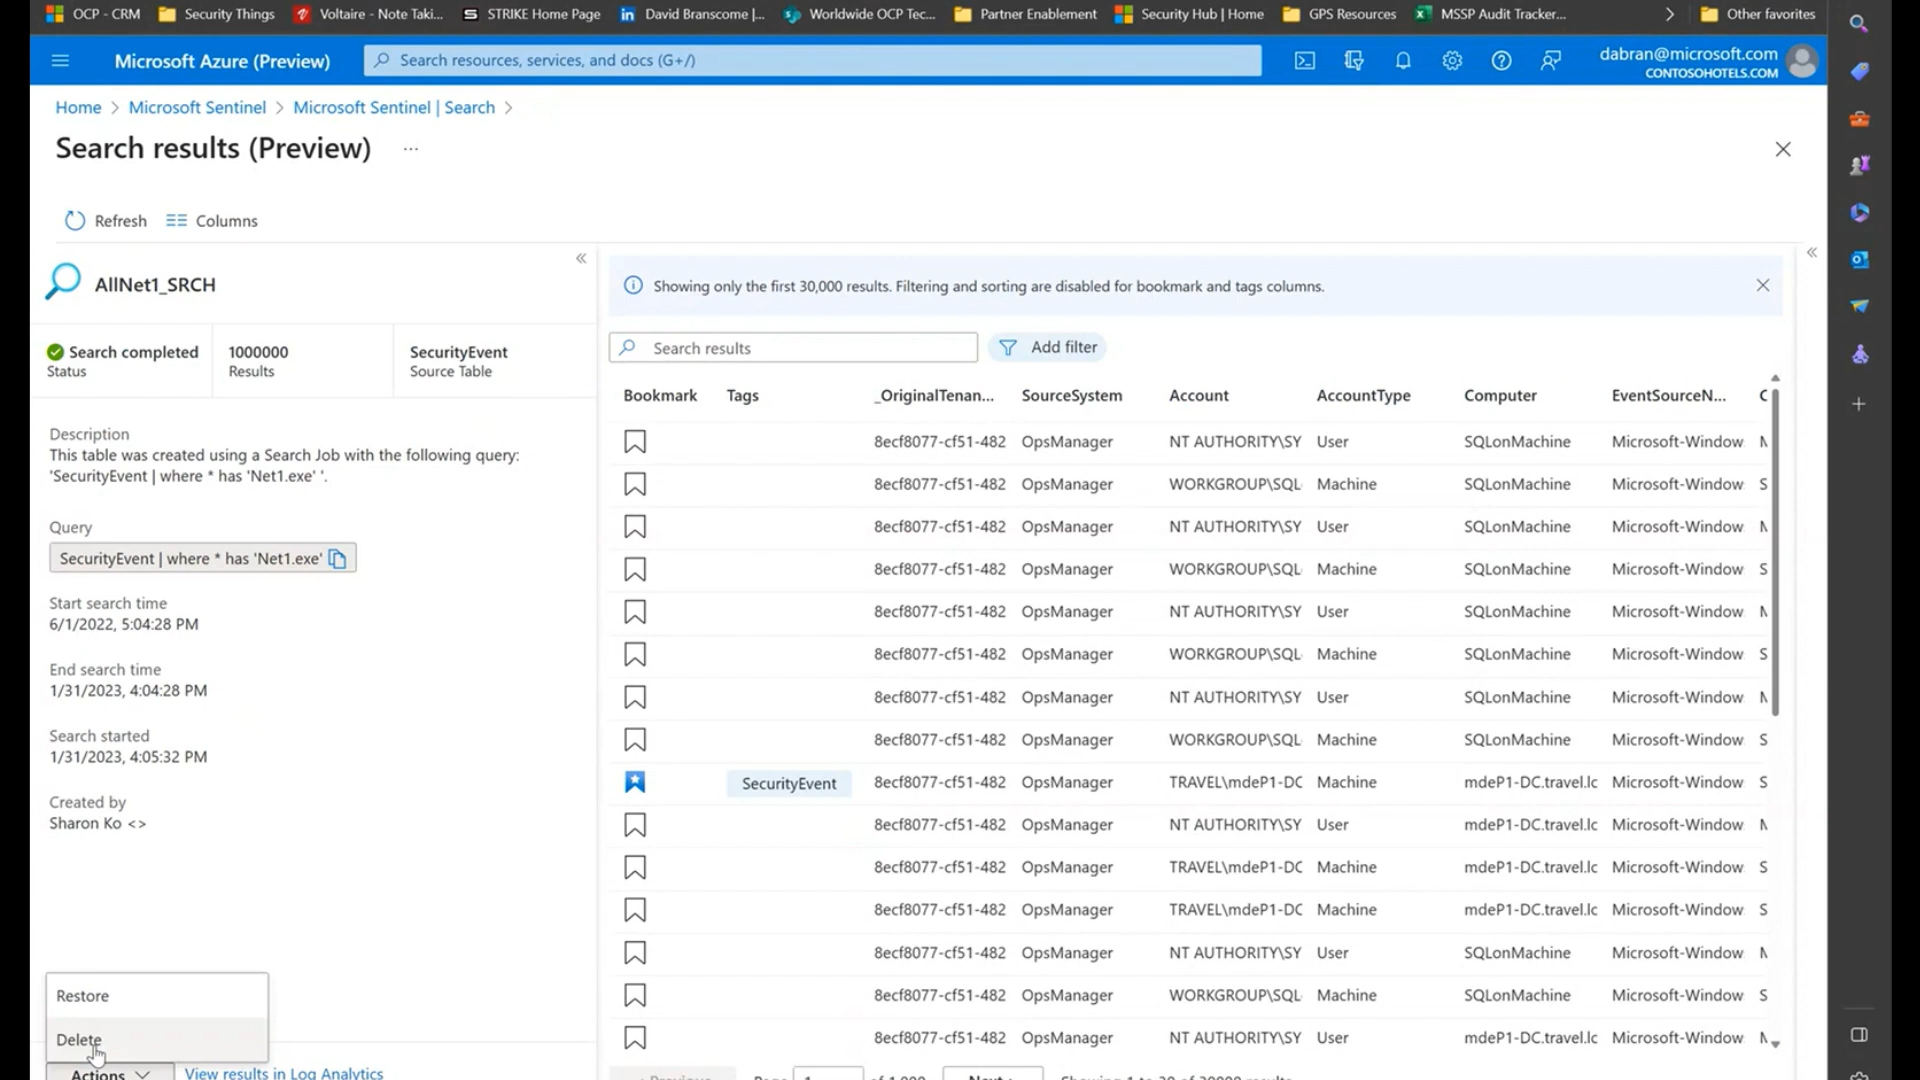 OCP - CRM Security Things Voltaire - Note Taki... STRIKE Home Page David Branscome |... Worldwide OCP Tec... Partner Enablement Security Hub | Home GPS Resources MSSP Audit Tracker... Other favorites
Microsoft Azure (Preview) Search resources, services, and docs (G+/) dabran@microsoft.com
CONTOSOHOTELS.COM
Home > Microsoft Sentinel > Microsoft Sentinel | Search >
Search results (Preview) ...
Refresh Columns
AllNet1_SRCH
Search completed
Status
1000000
Results
SecurityEvent
Source Table
Description
This table was created using a Search Job with the following query:
'SecurityEvent | where * has 'Net1.exe' '.
Query
SecurityEvent | where * has 'Net1.exe'
Start search time
6/1/2022, 5:04:28 PM
End search time
1/31/2023, 4:04:28 PM
Search started
1/31/2023, 4:05:32 PM
Created by
Sharon Ko <>
Restore
Delete
Actions View results in Log Analytics
Showing only the first 30,000 results. Filtering and sorting are disabled for bookmark and tags columns.
Search results Add filter
Bookmark Tags _OriginalTenan... SourceSystem Account AccountType Computer EventSourceN...
8ecf8077-cf51-482 OpsManager NT AUTHORITY\SY User SQLonMachine Microsoft-Window
8ecf8077-cf51-482 OpsManager WORKGROUP\SQL Machine SQLonMachine Microsoft-Window S
8ecf8077-cf51-482 OpsManager NT AUTHORITY\SY User SQLonMachine Microsoft-Window
8ecf8077-cf51-482 OpsManager WORKGROUP\SQL Machine SQLonMachine Microsoft-Window S
8ecf8077-cf51-482 OpsManager NT AUTHORITY\SY User SQLonMachine Microsoft-Window
8ecf8077-cf51-482 OpsManager WORKGROUP\SQL Machine SQLonMachine Microsoft-Window S
8ecf8077-cf51-482 OpsManager NT AUTHORITY\SY User SQLonMachine Microsoft-Window
8ecf8077-cf51-482 OpsManager WORKGROUP\SQL Machine SQLonMachine Microsoft-Window S
SecurityEvent 8ecf8077-cf51-482 OpsManager TRAVEL\mdeP1-DC Machine mdeP1-DC.travel.lc Microsoft-Window S
8ecf8077-cf51-482 OpsManager NT AUTHORITY\SY User mdeP1-DC.travel.lc Microsoft-Window
8ecf8077-cf51-482 OpsManager TRAVEL\mdeP1-DC Machine mdeP1-DC.travel.lc Microsoft-Window S
8ecf8077-cf51-482 OpsManager TRAVEL\mdeP1-DC Machine mdeP1-DC.travel.lc Microsoft-Window S
8ecf8077-cf51-482 OpsManager NT AUTHORITY\SY User SQLonMachine Microsoft-Window
8ecf8077-cf51-482 OpsManager WORKGROUP\SQL Machine SQLonMachine Microsoft-Window S
8ecf8077-cf51-482 OpsManager NT AUTHORITY\SY User SQLonMachine Microsoft-Window
< Previous Page 1 of 1,000 Next > Showing 1 to 30 of 30000 results.